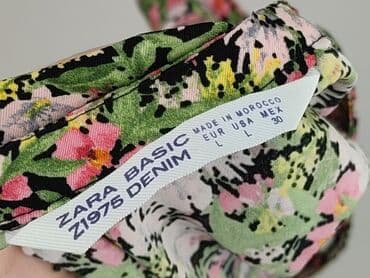 ZARA BASIC
Z1975 DENIM
MADE IN MOROCCO
EUR USA MEX
L L 30